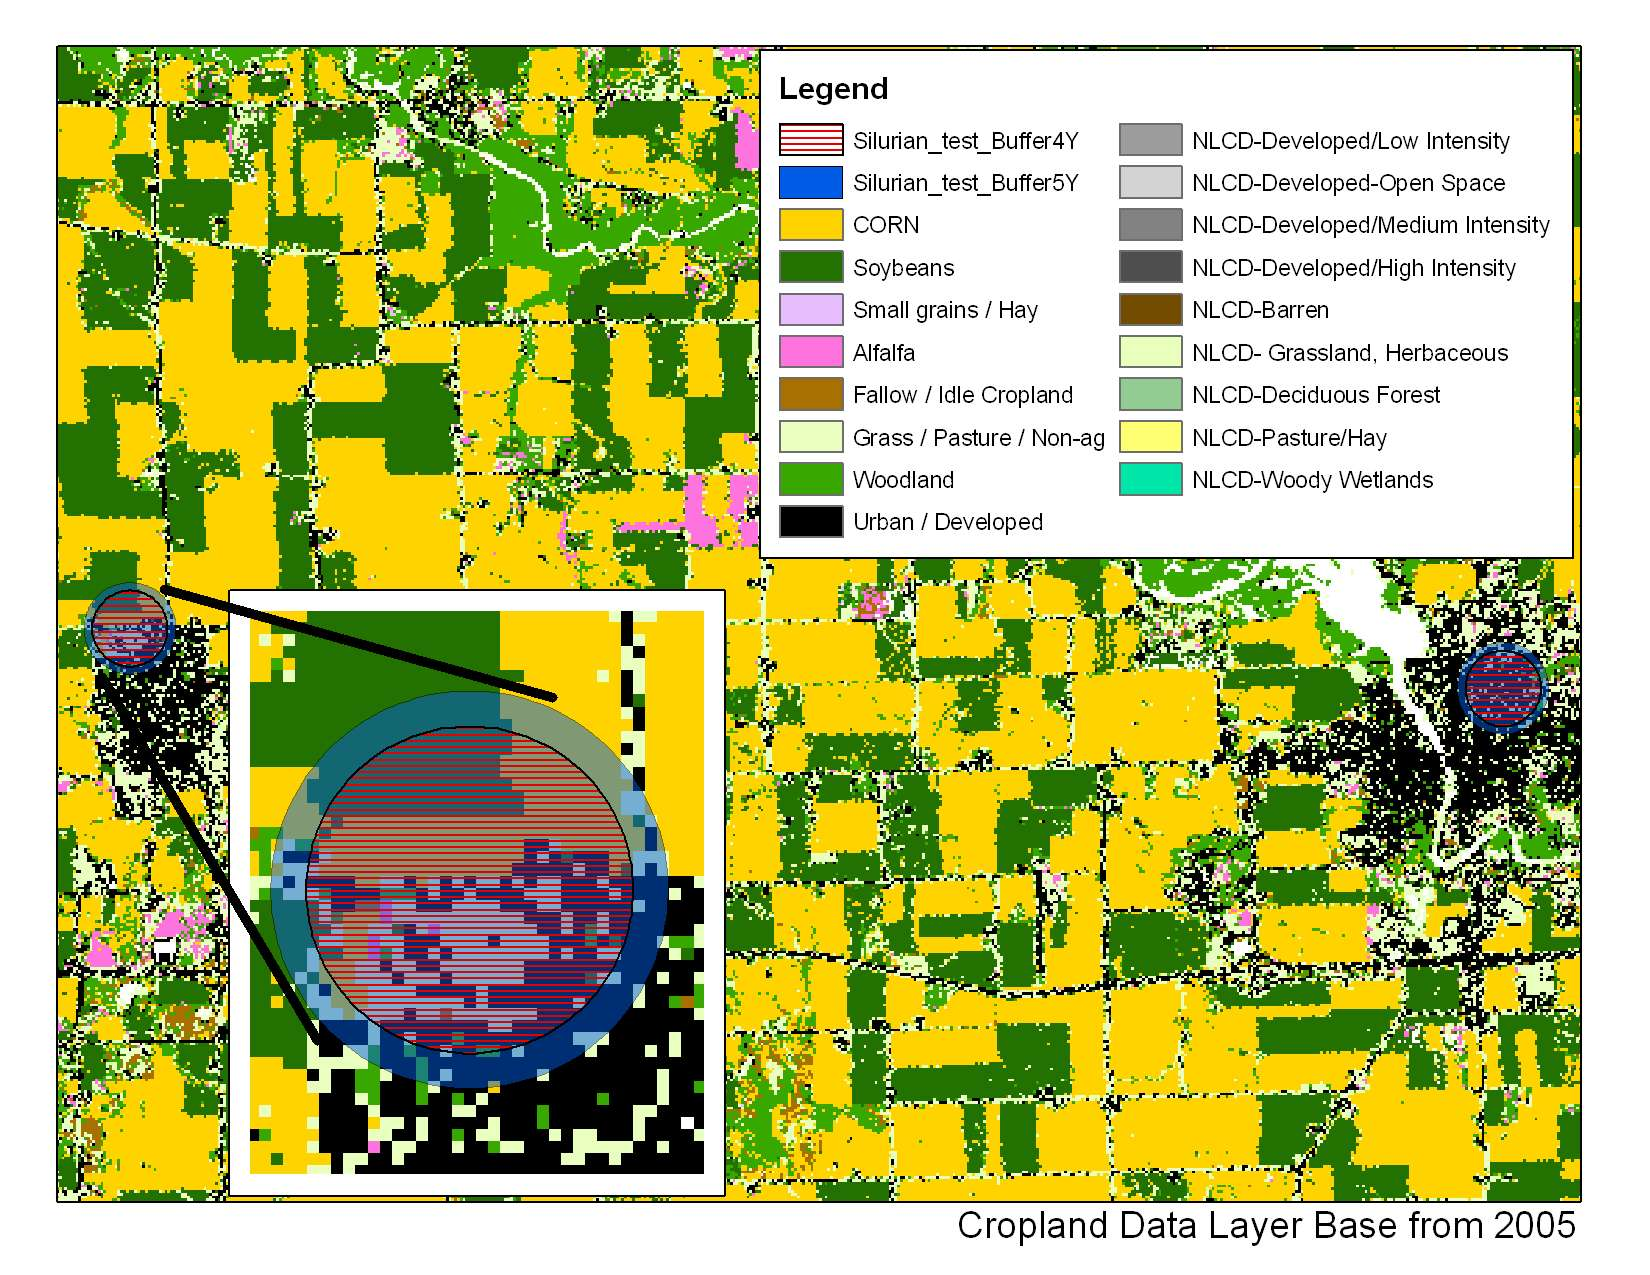 Legend
Silurian_test_Buffer4Y
Silurian_test_Buffer5Y
CORN
Soybeans
Small grains / Hay
Alfalfa
Fallow / Idle Cropland
Grass / Pasture / Non-ag
Woodland
Urban / Developed
NLCD-Developed/Low Intensity
NLCD-Developed-Open Space
NLCD-Developed/Medium Intensity
NLCD-Developed/High Intensity
NLCD-Barren
NLCD- Grassland, Herbaceous
NLCD-Deciduous Forest
NLCD-Pasture/Hay
NLCD-Woody Wetlands
Cropland Data Layer Base from 2005